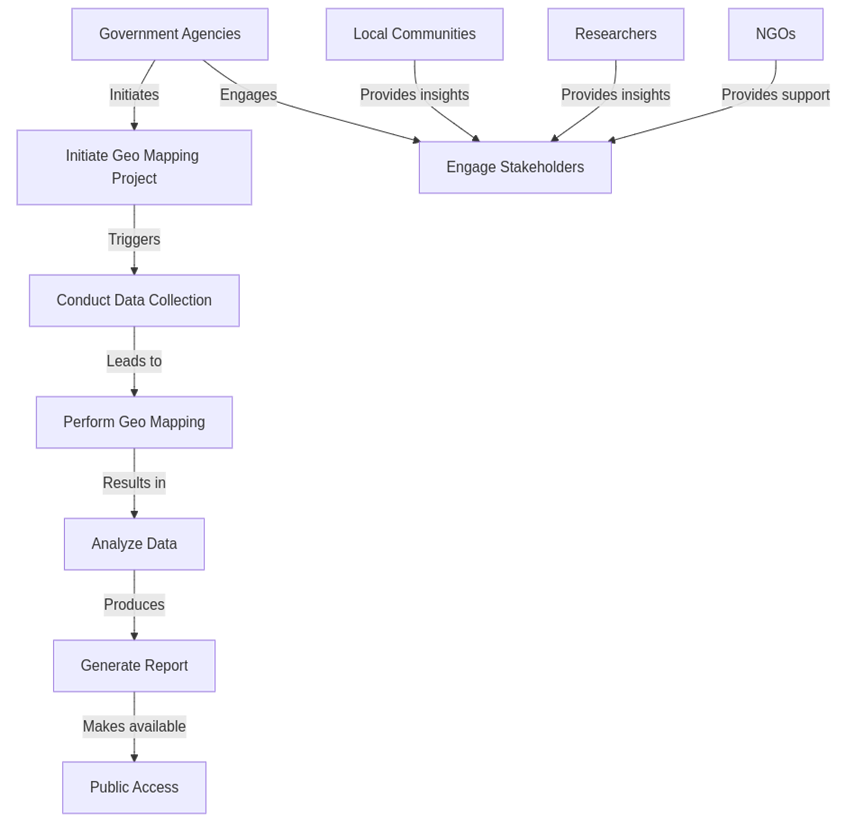 Government Agencies
Local Communities
Researchers
NGOs
Initiates
Engages
Provides insights
Provides insights
Provides support
Initiate Geo Mapping
Project
Engage Stakeholders
Triggers
Conduct Data Collection
Leads to
Perform Geo Mapping
Results in
Analyze Data
Produces
Generate Report
Makes available
Public Access